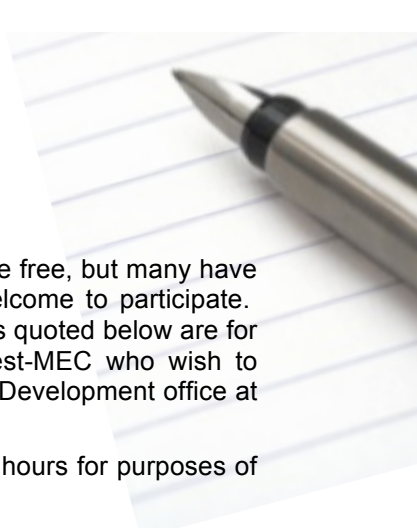 e free, but many have
elcome to participate.
s quoted below are for
est-MEC who wish to
Development office at
hours for purposes of